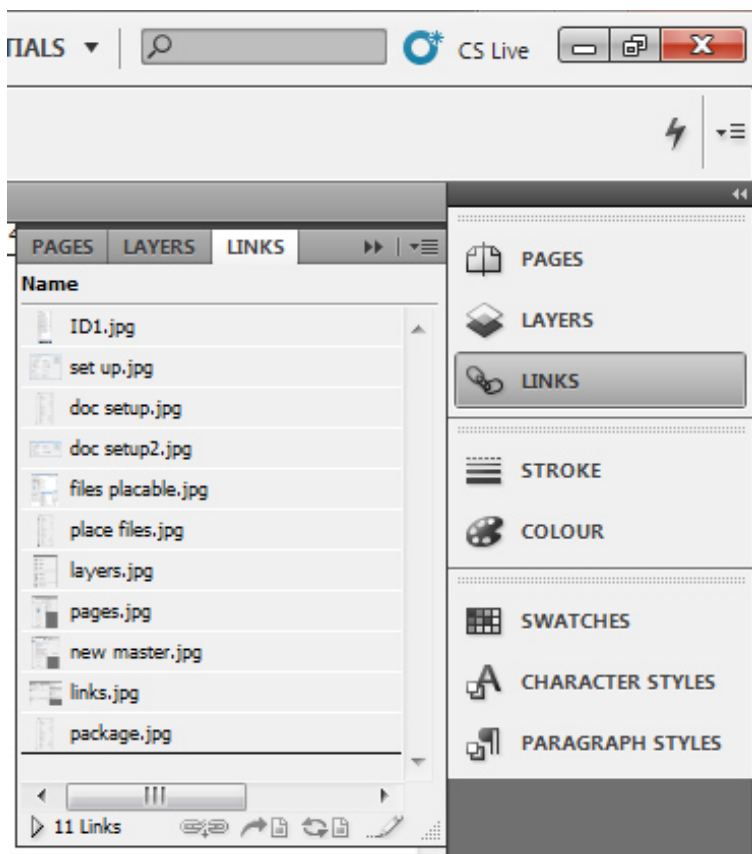 TIALS
CS Live
PAGES LAYERS LINKS
Name
ID1.jpg
set up.jpg
doc setup.jpg
doc setup2.jpg
files placable.jpg
place files.jpg
layers.jpg
pages.jpg
new master.jpg
links.jpg
package.jpg
11 Links
PAGES
LAYERS
LINKS
STROKE
COLOUR
SWATCHES
CHARACTER STYLES
PARAGRAPH STYLES